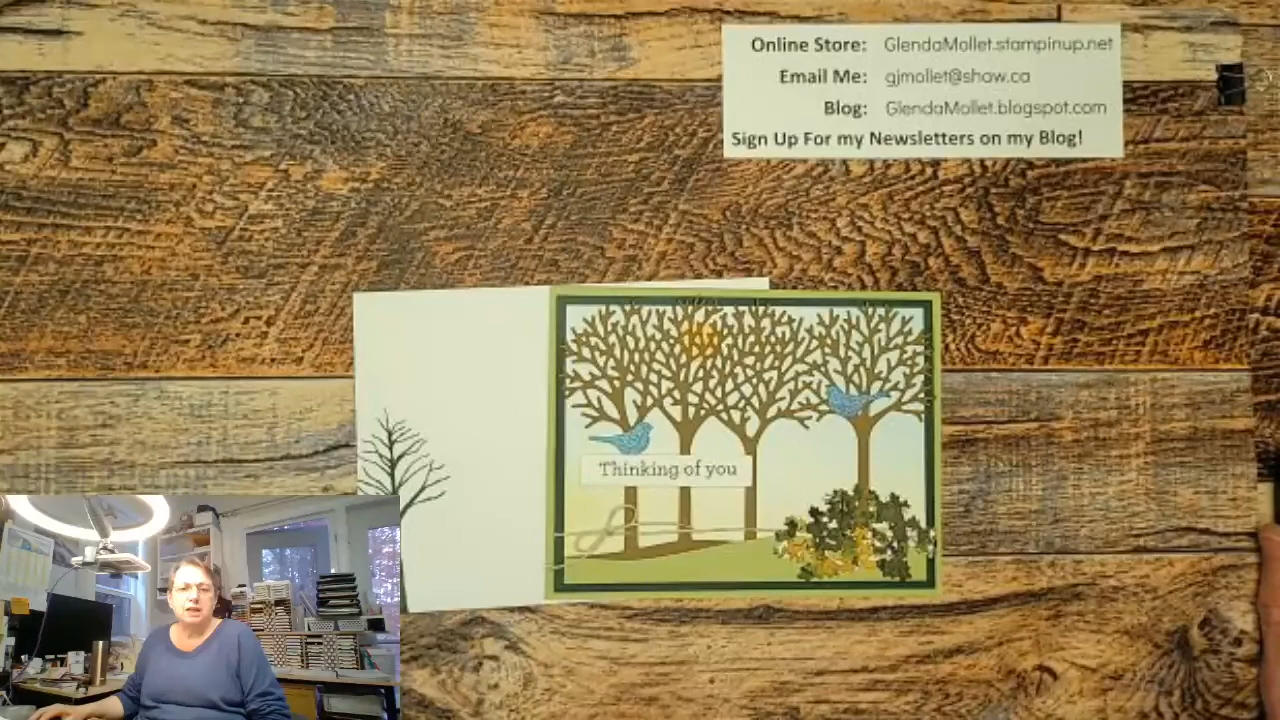 Online Store: GlendaMollet.stampinup.net
Email Me: gjmollet@shaw.ca
Blog: GlendaMollet.blogspot.com
Sign Up For my Newsletters on my Blog!
Thinking of you